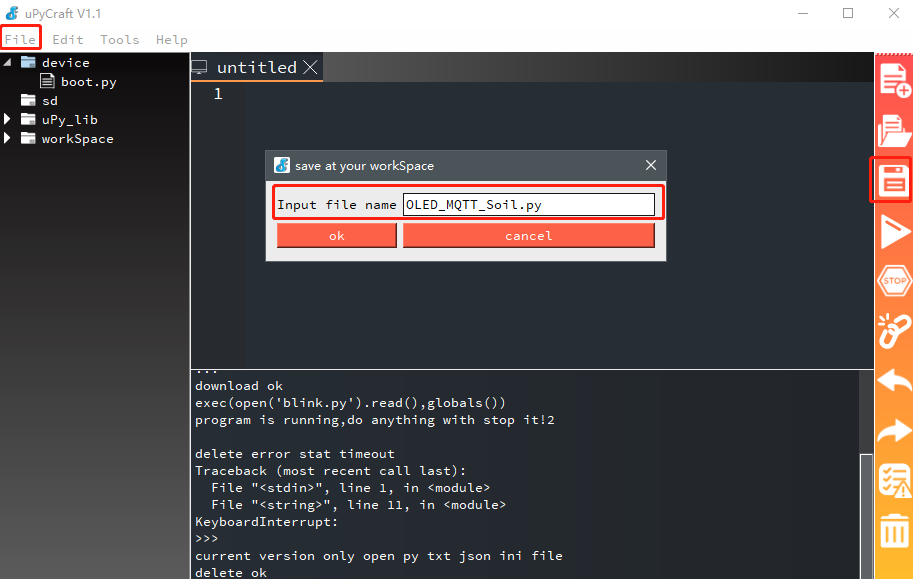 uPyCraft V1.1
File Edit Tools Help
device
boot.py
sd
uPy_lib
workSpace
untitled
1
save at your workSpace
Input file name OLED_MQTT_Soil.py
ok cancel
STOP
...
download ok
exec(open('blink.py').read(),globals())
program is running,do anything with stop it!2
delete error stat timeout
Traceback (most recent call last):
File "<stdin>", line 1, in <module>
File "<string>", line 11, in <module>
KeyboardInterrupt:
>>>
current version only open py txt json ini file
delete ok